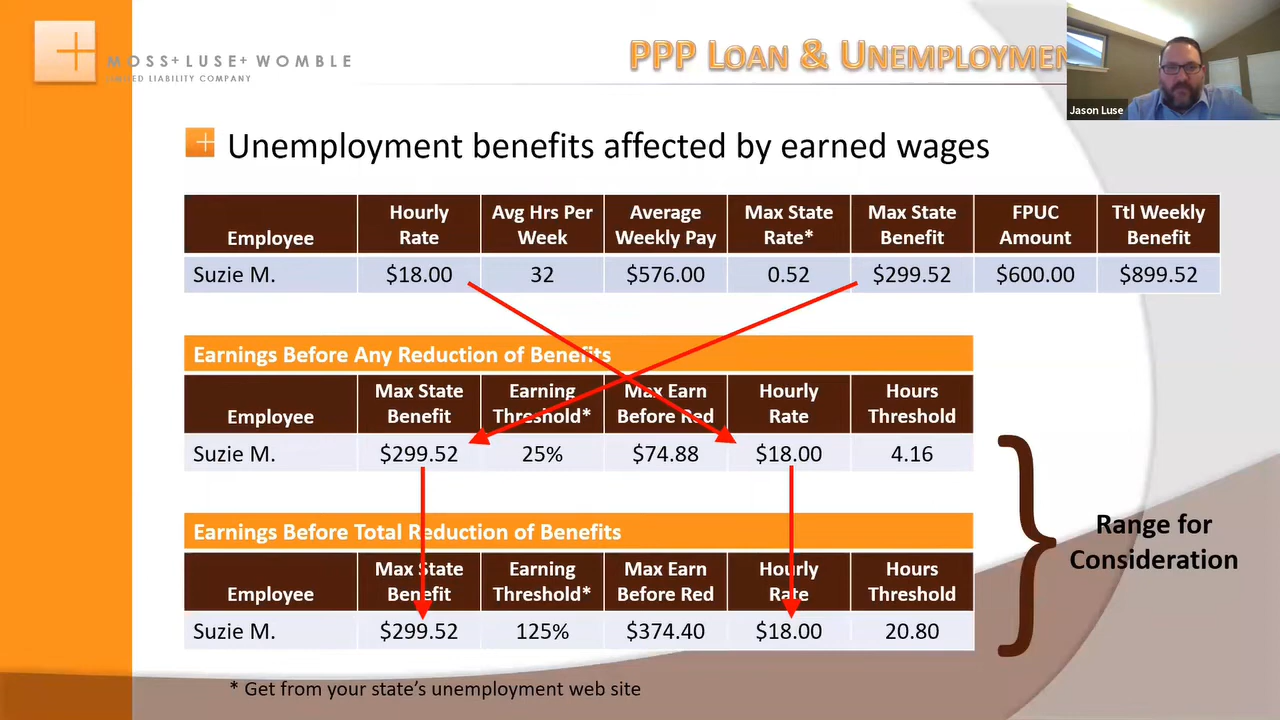 MOSS+LUSE+WOMBLE
LIMITED LIABILITY COMPANY
PPP LOAN & UNEMPLOYMEN
Jason Luse
Unemployment benefits affected by earned wages
Employee Hourly Rate Avg Hrs Per Week Average Weekly Pay Max State Rate* Max State Benefit FPUC Amount Ttl Weekly Benefit
Suzie M. $18.00 32 $576.00 0.52 $299.52 $600.00 $899.52
Earnings Before Any Reduction of Benefits
Employee Max State Benefit Earning Threshold* Max Earn Before Red Hourly Rate Hours Threshold
Suzie M. $299.52 25% $74.88 $18.00 4.16
Earnings Before Total Reduction of Benefits
Employee Max State Benefit Earning Threshold* Max Earn Before Red Hourly Rate Hours Threshold
Suzie M. $299.52 125% $374.40 $18.00 20.80
Range for
Consideration
* Get from your state's unemployment web site